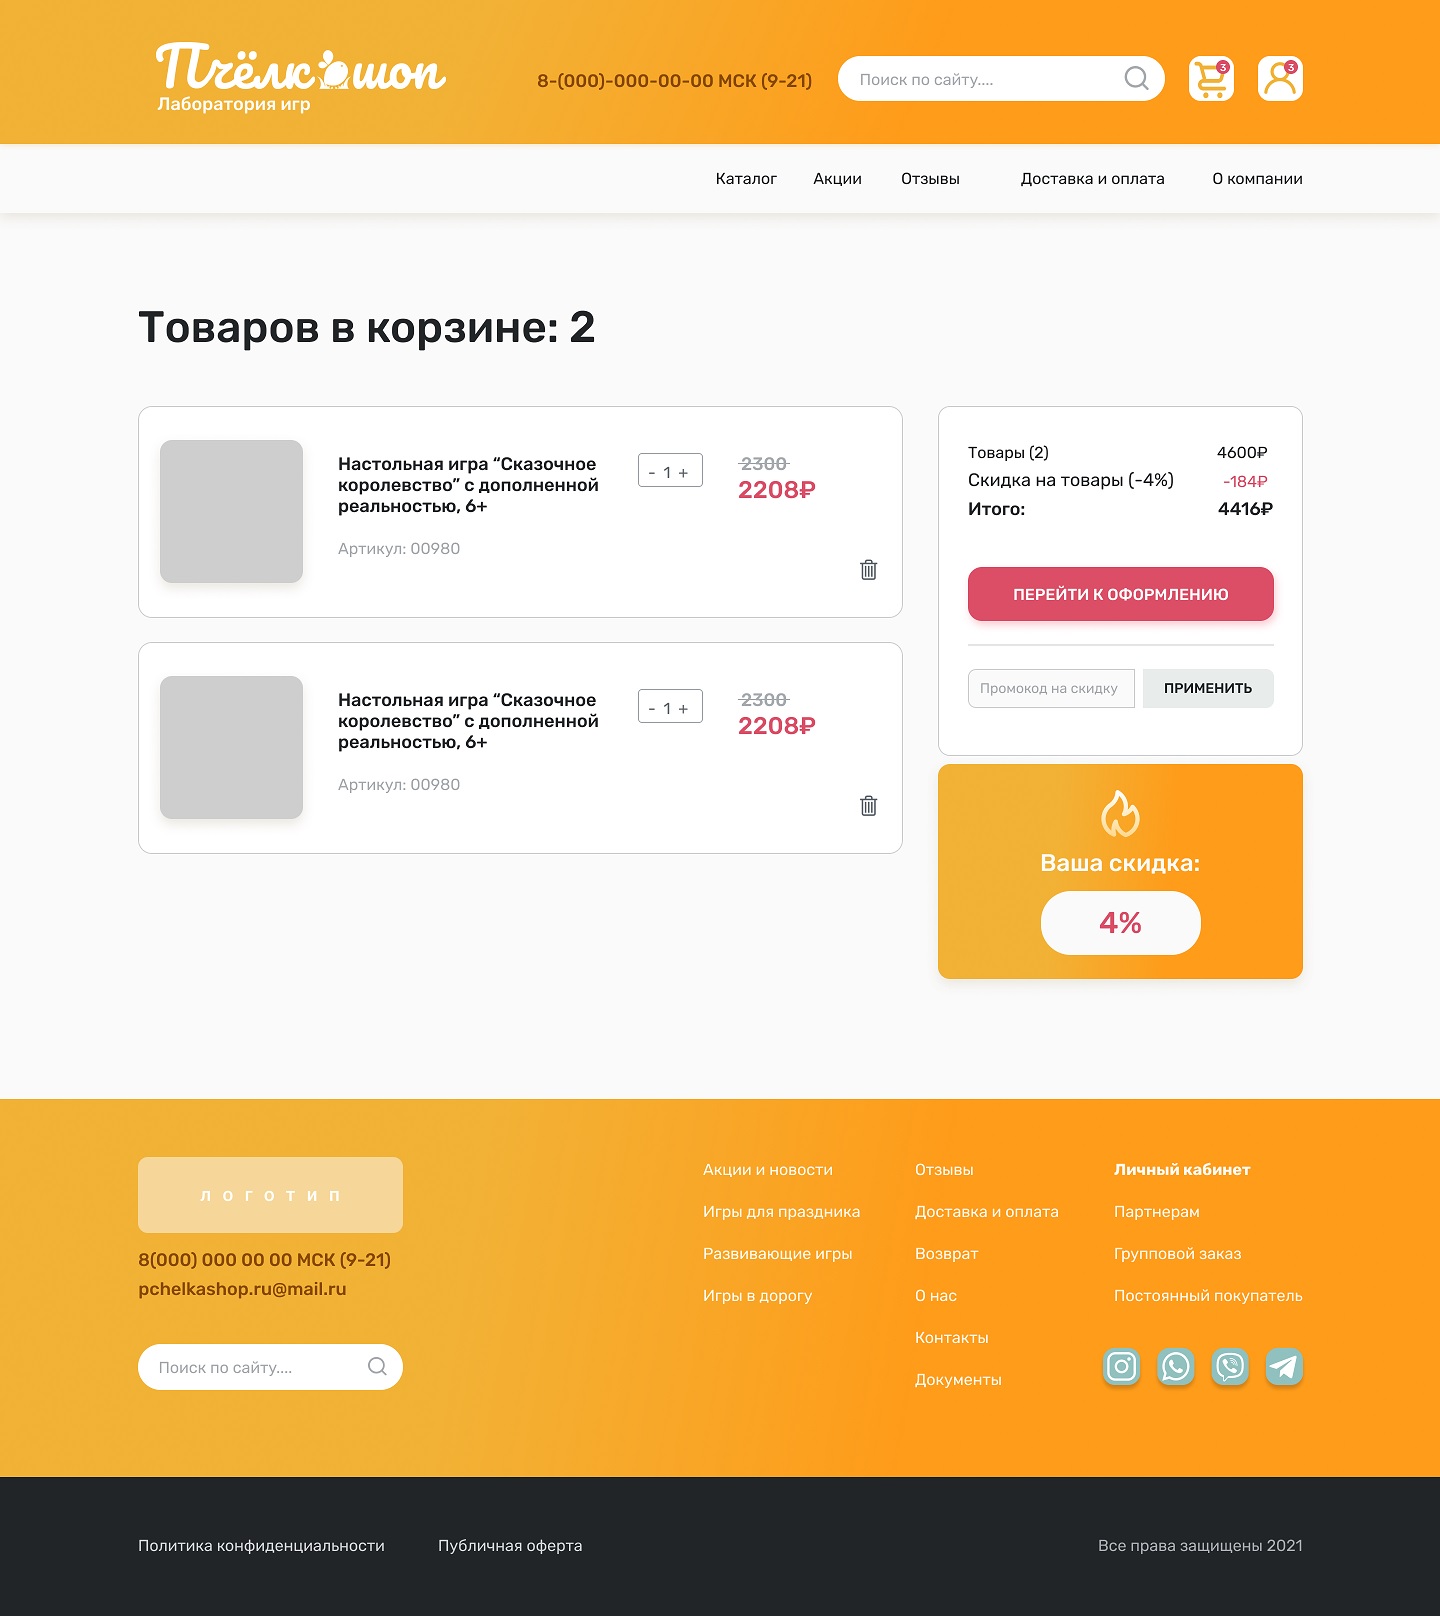 Пчёлкошоп
Лаборатория игр
8-(000)-000-00-00 МСК (9-21)
Поиск по сайту....
3
3
Каталог
Акции
Отзывы
Доставка и оплата
О компании
Товаров в корзине: 2
Настольная игра “Сказочное
королевство” с дополненной
реальностью, 6+
Артикул: 00980
- 1 +
2300
2208₽
Настольная игра “Сказочное
королевство” с дополненной
реальностью, 6+
Артикул: 00980
- 1 +
2300
2208₽
Товары (2) 4600₽
Скидка на товары (-4%) -184₽
Итого: 4416₽
ПЕРЕЙТИ К ОФОРМЛЕНИЮ
Промокод на скидку
ПРИМЕНИТЬ
Ваша скидка:
4%
ЛОГОТИП
8(000) 000 00 00 МСК (9-21)
pchelkashop.ru@mail.ru
Поиск по сайту....
Акции и новости
Игры для праздника
Развивающие игры
Игры в дорогу
Отзывы
Доставка и оплата
Возврат
О нас
Контакты
Документы
Личный кабинет
Партнерам
Групповой заказ
Постоянный покупатель
Политика конфиденциальности
Публичная оферта
Все права защищены 2021